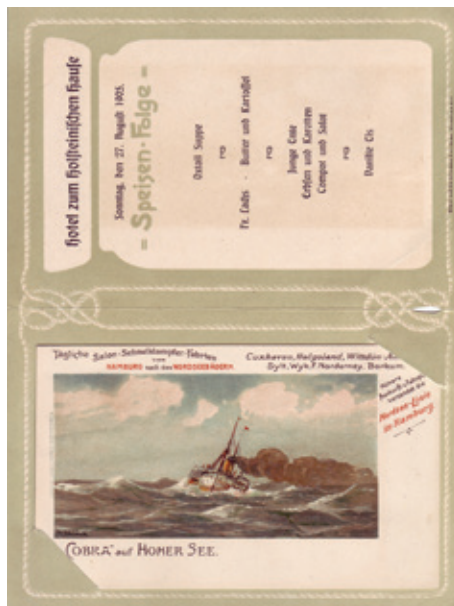 Hotel zum Holsteinischen Hause
Sonntag, den 27. August 1905.
= Speisen-Folge =
Oxtail Suppe
Fr. Lachs - Butter und Kartoffel
Junge Ente
Erbsen und Karotten
Compot und Salat
Vanille Eis
Tägliche Salon-Schnelldampfer-Fahrten
von
HAMBURG nach den NORDSEEBÄDERN
Cuxhaven, Helgoland, Wittdün A.
Sylt, Wyk F. Norderney, Borkum.
Nähere
Nordsee-Linie
in Hamburg
"COBRA" auf HOHER SEE.